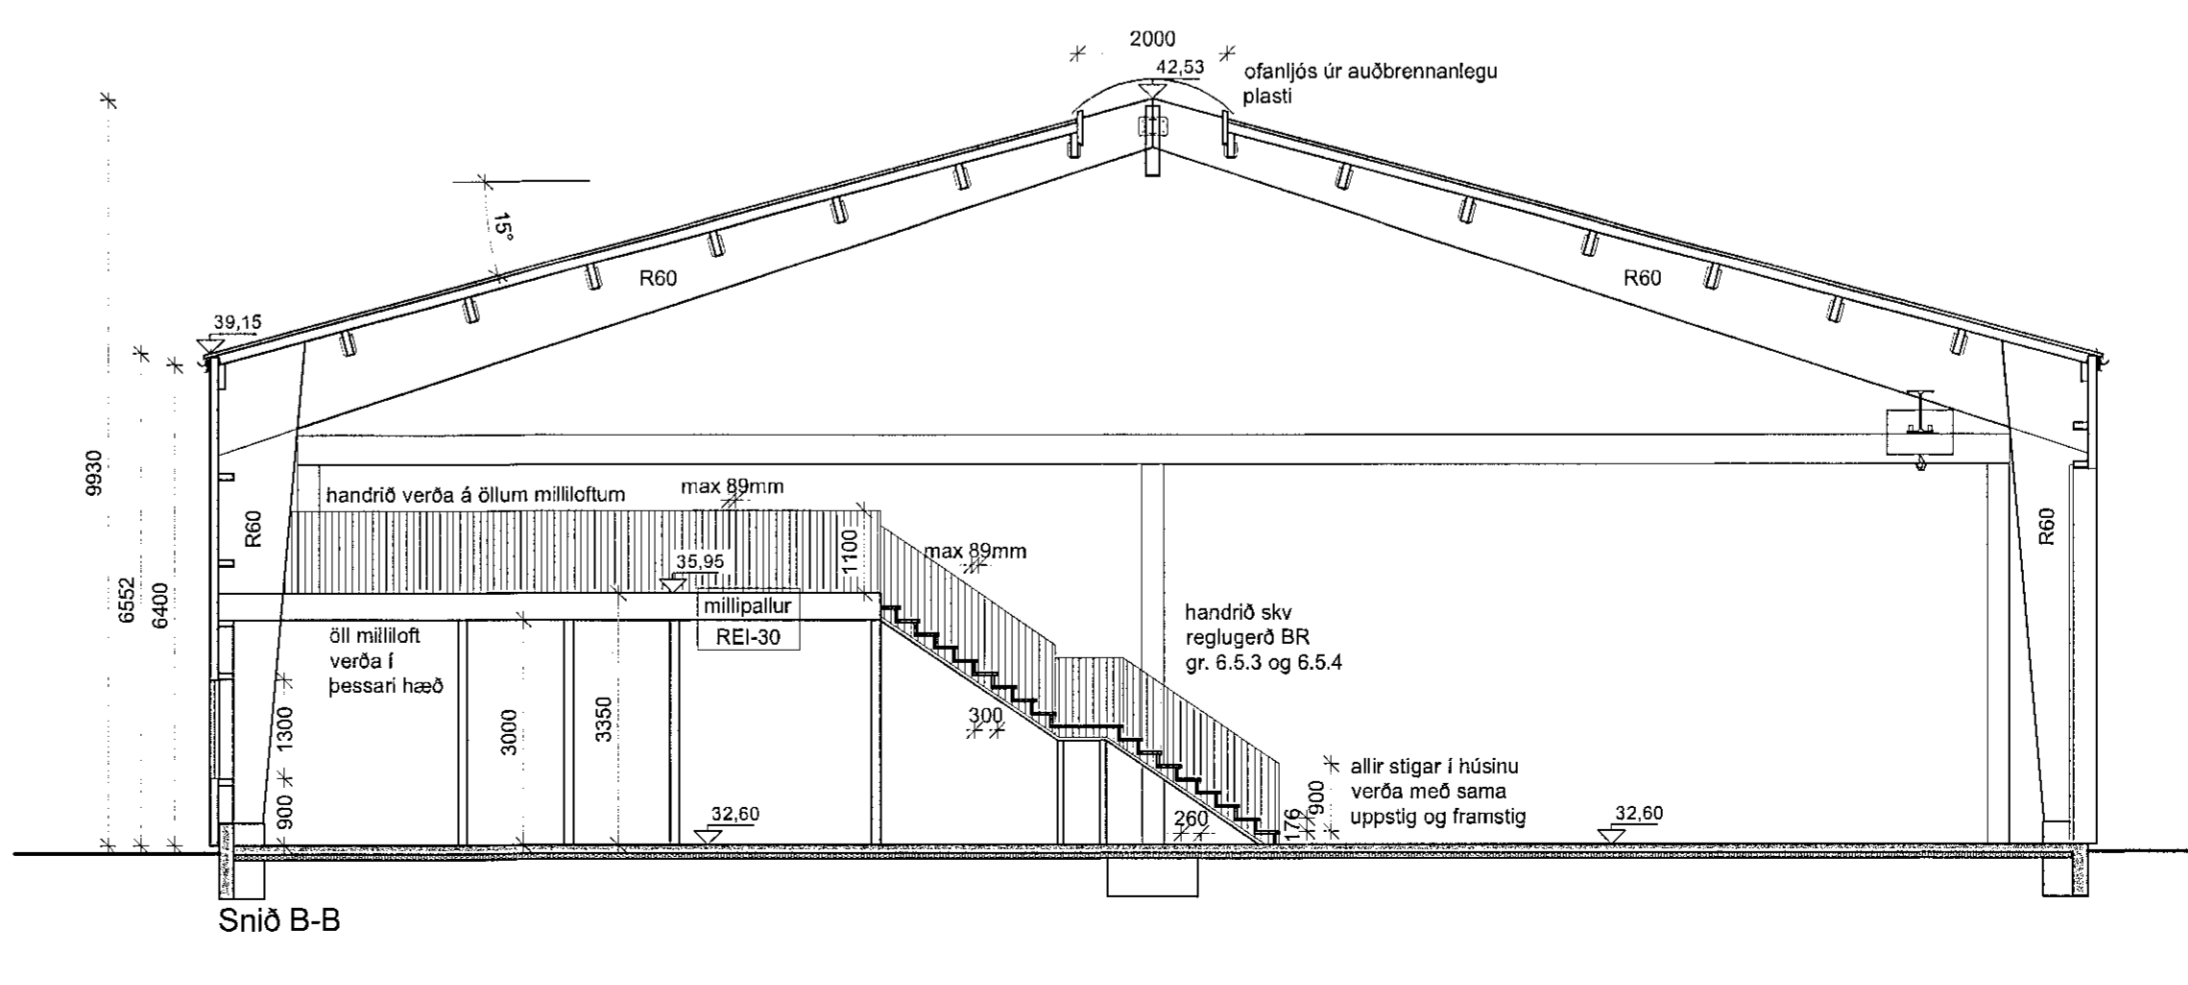 2000
42,53
ofanljós úr auðbrennanlegu
plasti
15°
R60
R60
39,15
9930
6552
6400
handrið verða á öllum milliloftum
max 89mm
R60
R60
1100
max 89mm
35,95
millipallur
REI-30
öll milliloft
verða í
þessari hæð
handrið skv
reglugerð BR
gr. 6.5.3 og 6.5.4
1300
900
3000
3350
300
260
176
900
allir stigar í húsinu
verða með sama
uppstig og framstig
32,60
32,60
Snið B-B